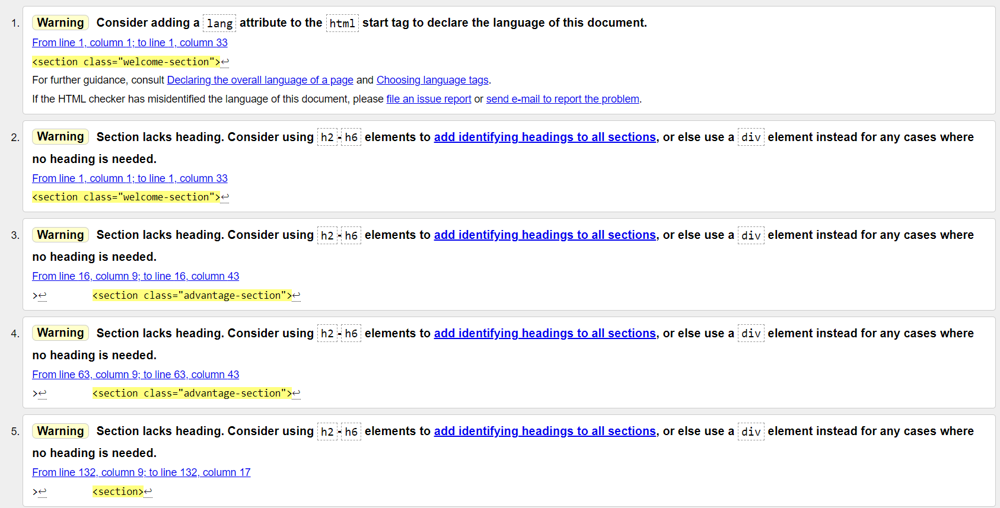 1. Warning Consider adding a lang attribute to the html start tag to declare the language of this document.
From line 1, column 1; to line 1, column 33
<section class="welcome-section">↩
For further guidance, consult Declaring the overall language of a page and Choosing language tags.
If the HTML checker has misidentified the language of this document, please file an issue report or send e-mail to report the problem.
2. Warning Section lacks heading. Consider using h2-h6 elements to add identifying headings to all sections, or else use a div element instead for any cases where
no heading is needed.
From line 1, column 1; to line 1, column 33
<section class="welcome-section">↩
3. Warning Section lacks heading. Consider using h2-h6 elements to add identifying headings to all sections, or else use a div element instead for any cases where
no heading is needed.
From line 16, column 9; to line 16, column 43
>↩ <section class="advantage-section">↩
4. Warning Section lacks heading. Consider using h2-h6 elements to add identifying headings to all sections, or else use a div element instead for any cases where
no heading is needed.
From line 63, column 9; to line 63, column 43
>↩ <section class="advantage-section">↩
5. Warning Section lacks heading. Consider using h2-h6 elements to add identifying headings to all sections, or else use a div element instead for any cases where
no heading is needed.
From line 132, column 9; to line 132, column 17
>↩ <section>↩